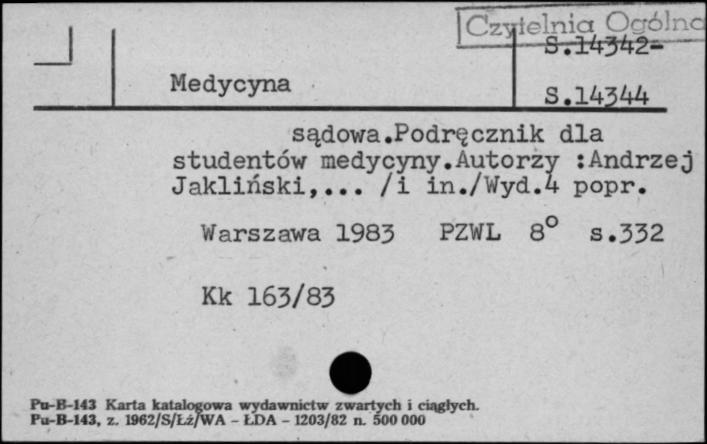 Czytelnia Ogólna
S.14342-
Medycyna
S.14344
sądowa.Podręcznik dla
studentów medycyny.Autorzy :Andrzej
Jakliński,... /i in./Wyd.4 popr.
Warszawa 1983 PZWL 8° s.332
Kk 163/83
Pu-B-143 Karta katalogowa wydawnictw zwartych i ciągłych.
Pu-B-143, z. 1962/S/Łż/WA - ŁDA - 1203/82 n. 500 000